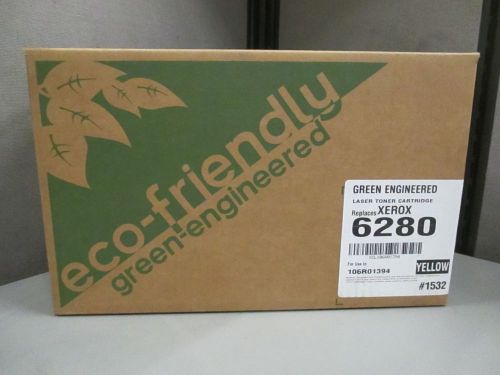 eco-friendly
green-engineered
GREEN ENGINEERED
LASER TONER CARTRIDGE
Replaces XEROX
6280
For Use In
106R01394
YELLOW
#1532